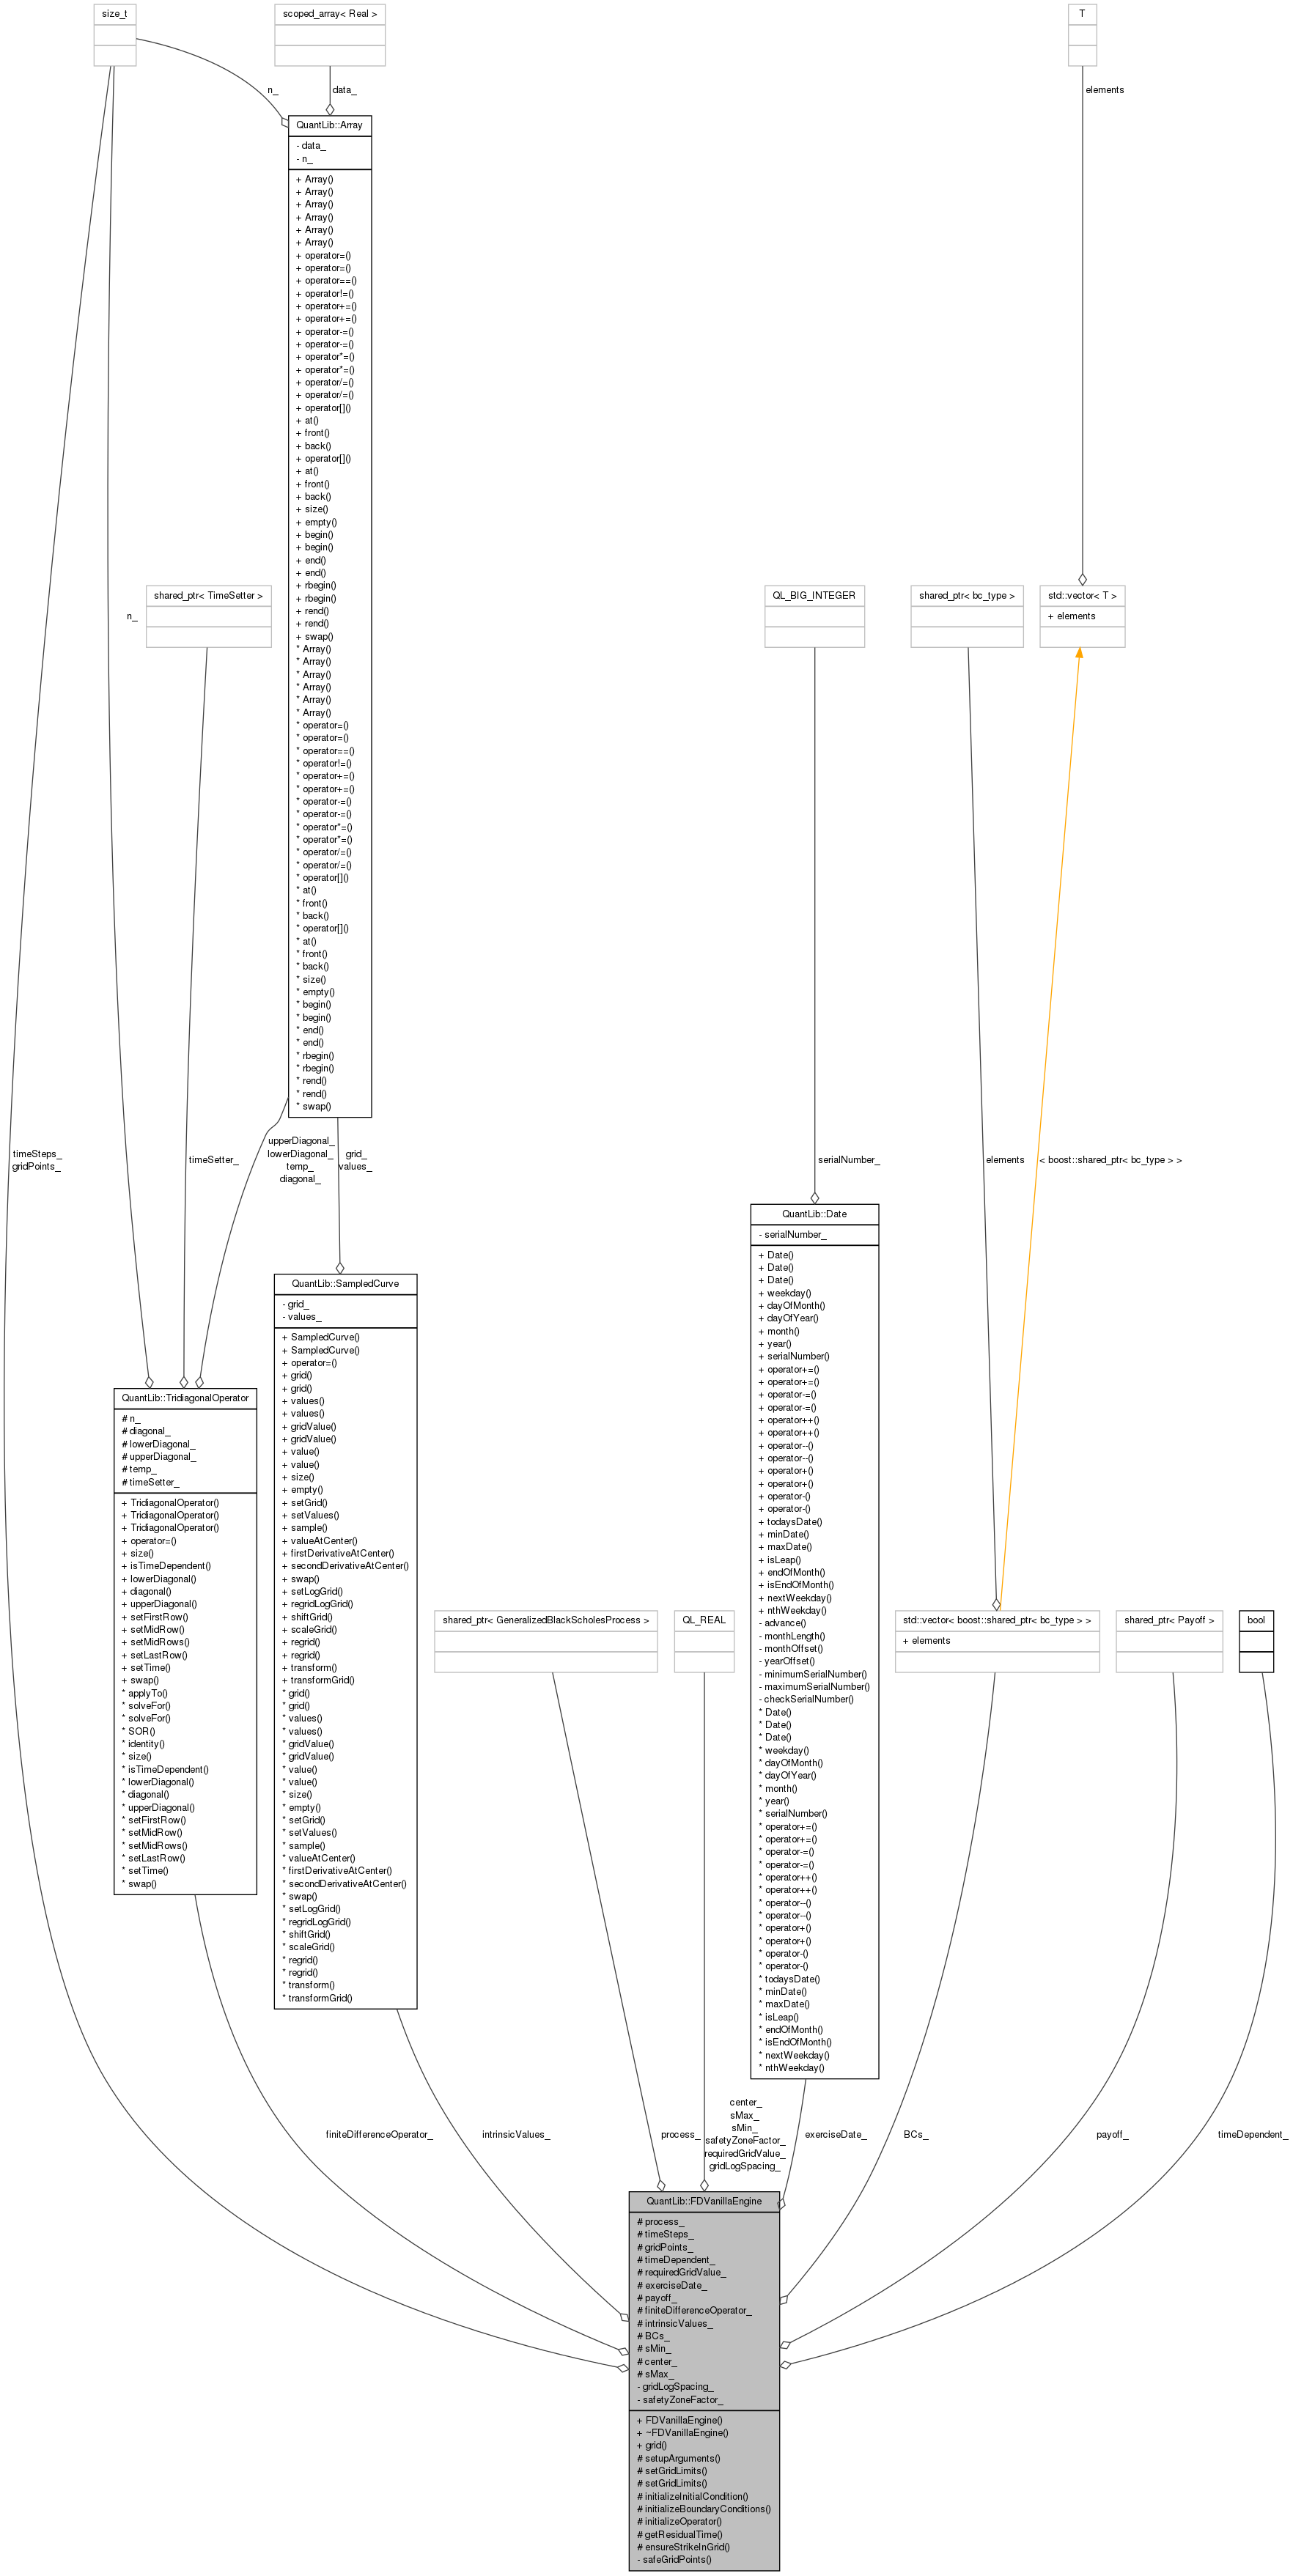 size_t
scoped_array< Real >
T
n_
data_
elements
QuantLib::Array
- data_
- n_
+ Array()
+ Array()
+ Array()
+ Array()
+ Array()
+ Array()
+ operator=()
+ operator=()
+ operator==()
+ operator!=()
+ operator+=()
+ operator+=()
+ operator-=()
+ operator-=()
+ operator*=()
+ operator*=()
+ operator/=()
+ operator/=()
+ operator[]()
+ at()
+ front()
+ back()
+ operator[]()
+ at()
+ front()
+ back()
+ size()
+ empty()
+ begin()
+ begin()
+ end()
+ end()
+ rbegin()
+ rbegin()
+ rend()
+ rend()
+ swap()
* Array()
* Array()
* Array()
* Array()
* Array()
* Array()
* operator=()
* operator=()
* operator==()
* operator!=()
* operator+=()
* operator+=()
* operator-=()
* operator-=()
* operator*=()
* operator*=()
* operator/=()
* operator/=()
* operator[]()
* at()
* front()
* back()
* operator[]()
* at()
* front()
* back()
* size()
* empty()
* begin()
* begin()
* end()
* end()
* rbegin()
* rbegin()
* rend()
* rend()
* swap()
shared_ptr< TimeSetter >
n_
QL_BIG_INTEGER
shared_ptr< bc_type >
std::vector< T >
+ elements
timeSteps_
gridPoints_
timeSetter_
upperDiagonal_
lowerDiagonal_
temp_
diagonal_
grid_
values_
serialNumber_
elements
< boost::shared_ptr< bc_type > >
QuantLib::TridiagonalOperator
# n_
# diagonal_
# lowerDiagonal_
# upperDiagonal_
# temp_
# timeSetter_
+ TridiagonalOperator()
+ TridiagonalOperator()
+ TridiagonalOperator()
+ operator=()
+ size()
+ isTimeDependent()
+ lowerDiagonal()
+ diagonal()
+ upperDiagonal()
+ setFirstRow()
+ setMidRow()
+ setMidRows()
+ setLastRow()
+ setTime()
+ swap()
* applyTo()
* solveFor()
* solveFor()
* SOR()
* identity()
* size()
* isTimeDependent()
* lowerDiagonal()
* diagonal()
* upperDiagonal()
* setFirstRow()
* setMidRow()
* setMidRows()
* setLastRow()
* setTime()
* swap()
QuantLib::SampledCurve
- grid_
- values_
+ SampledCurve()
+ SampledCurve()
+ operator=()
+ grid()
+ grid()
+ values()
+ values()
+ gridValue()
+ gridValue()
+ value()
+ value()
+ size()
+ empty()
+ setGrid()
+ setValues()
+ sample()
+ valueAtCenter()
+ firstDerivativeAtCenter()
+ secondDerivativeAtCenter()
+ swap()
+ setLogGrid()
+ regridLogGrid()
+ shiftGrid()
+ scaleGrid()
+ regrid()
+ regrid()
+ transform()
+ transformGrid()
* grid()
* grid()
* values()
* values()
* gridValue()
* gridValue()
* value()
* value()
* size()
* empty()
* setGrid()
* setValues()
* sample()
* valueAtCenter()
* firstDerivativeAtCenter()
* secondDerivativeAtCenter()
* swap()
* setLogGrid()
* regridLogGrid()
* shiftGrid()
* scaleGrid()
* regrid()
* regrid()
* transform()
* transformGrid()
shared_ptr< GeneralizedBlackScholesProcess >
QL_REAL
QuantLib::Date
- serialNumber_
+ Date()
+ Date()
+ Date()
+ weekday()
+ dayOfMonth()
+ dayOfYear()
+ month()
+ year()
+ serialNumber()
+ operator+=()
+ operator+=()
+ operator-=()
+ operator-=()
+ operator++()
+ operator++()
+ operator--()
+ operator--()
+ operator+()
+ operator+()
+ operator-()
+ operator-()
+ todaysDate()
+ minDate()
+ maxDate()
+ isLeap()
+ endOfMonth()
+ isEndOfMonth()
+ nextWeekday()
+ nthWeekday()
- advance()
- monthLength()
- monthOffset()
- yearOffset()
- minimumSerialNumber()
- maximumSerialNumber()
- checkSerialNumber()
* Date()
* Date()
* Date()
* weekday()
* dayOfMonth()
* dayOfYear()
* month()
* year()
* serialNumber()
* operator+=()
* operator+=()
* operator-=()
* operator-=()
* operator++()
* operator++()
* operator--()
* operator--()
* operator+()
* operator+()
* operator-()
* operator-()
* todaysDate()
* minDate()
* maxDate()
* isLeap()
* endOfMonth()
* isEndOfMonth()
* nextWeekday()
* nthWeekday()
std::vector< boost::shared_ptr< bc_type > >
+ elements
shared_ptr< Payoff >
bool
finiteDifferenceOperator_
intrinsicValues_
process_
center_
sMax_
sMin_
safetyZoneFactor_
requiredGridValue_
gridLogSpacing_
exerciseDate_
BCs_
payoff_
timeDependent_
QuantLib::FDVanillaEngine
# process_
# timeSteps_
# gridPoints_
# timeDependent_
# requiredGridValue_
# exerciseDate_
# payoff_
# finiteDifferenceOperator_
# intrinsicValues_
# BCs_
# sMin_
# center_
# sMax_
- gridLogSpacing_
- safetyZoneFactor_
+ FDVanillaEngine()
+ ~FDVanillaEngine()
+ grid()
# setupArguments()
# setGridLimits()
# setGridLimits()
# initializeInitialCondition()
# initializeBoundaryConditions()
# initializeOperator()
# getResidualTime()
# ensureStrikeInGrid()
- safeGridPoints()